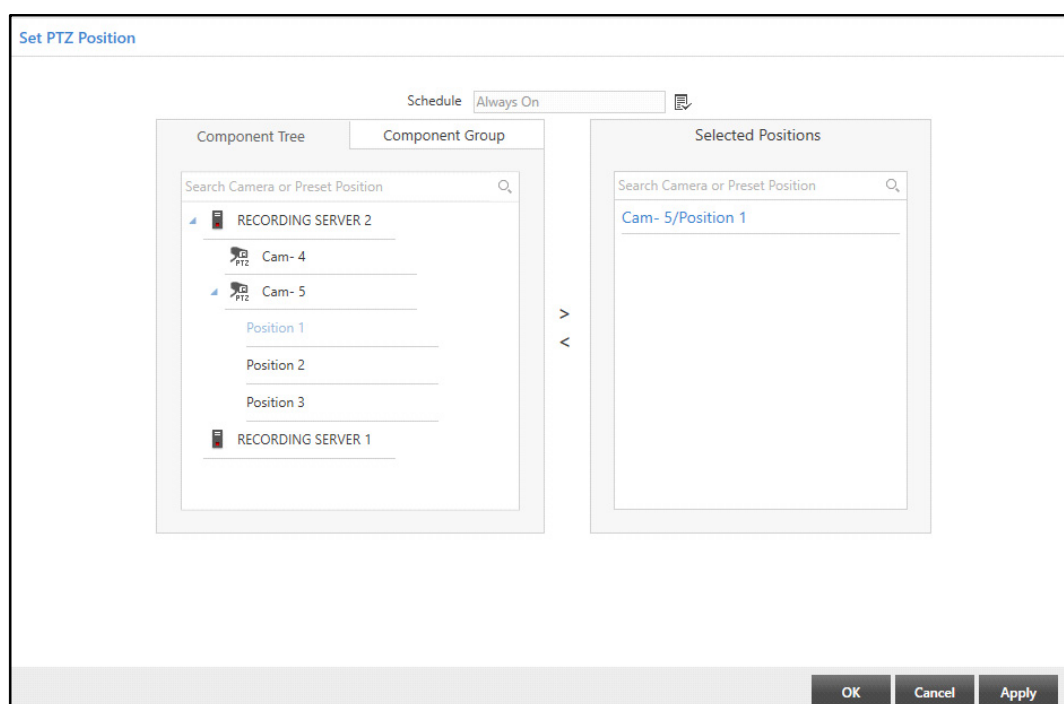 Set PTZ Position
Schedule Always On
Component Tree Component Group
Search Camera or Preset Position
RECORDING SERVER 2
PTZ Cam- 4
PTZ Cam- 5
Position 1
Position 2
Position 3
RECORDING SERVER 1
>
<
Selected Positions
Search Camera or Preset Position
Cam- 5/Position 1
OK Cancel Apply